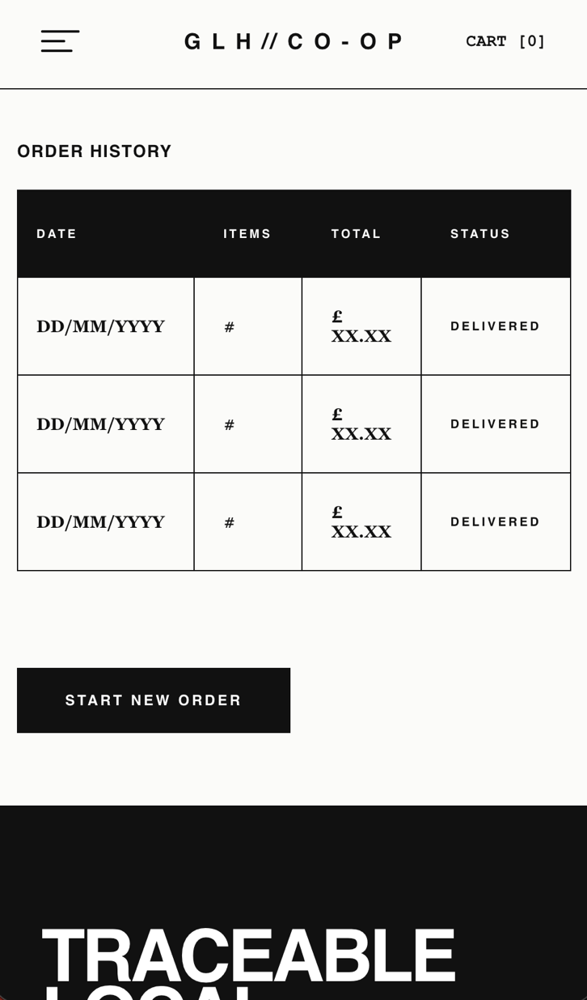 GLH//CO-OP
CART [0]
ORDER HISTORY
DATE ITEMS TOTAL STATUS
DD/MM/YYYY # £ XX.XX DELIVERED
DD/MM/YYYY # £ XX.XX DELIVERED
DD/MM/YYYY # £ XX.XX DELIVERED
START NEW ORDER
TRACEABLE
LOCAL